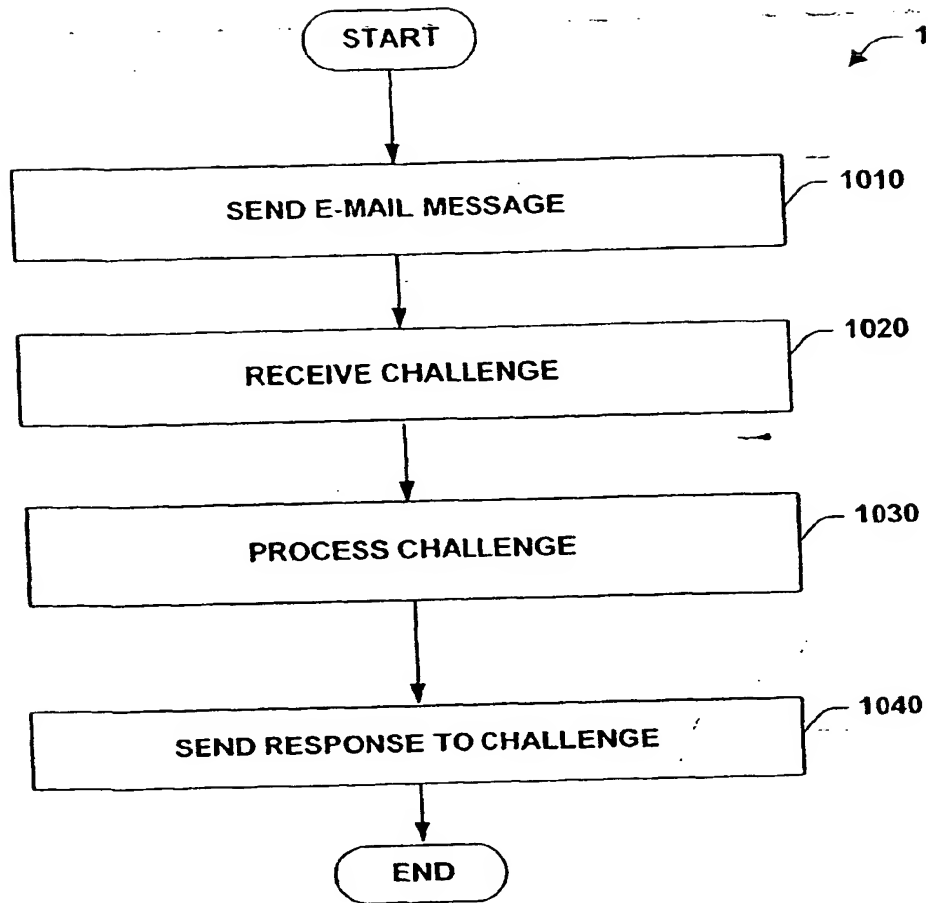 START
1
1010
SEND E-MAIL MESSAGE
1020
RECEIVE CHALLENGE
1030
PROCESS CHALLENGE
1040
SEND RESPONSE TO CHALLENGE
END